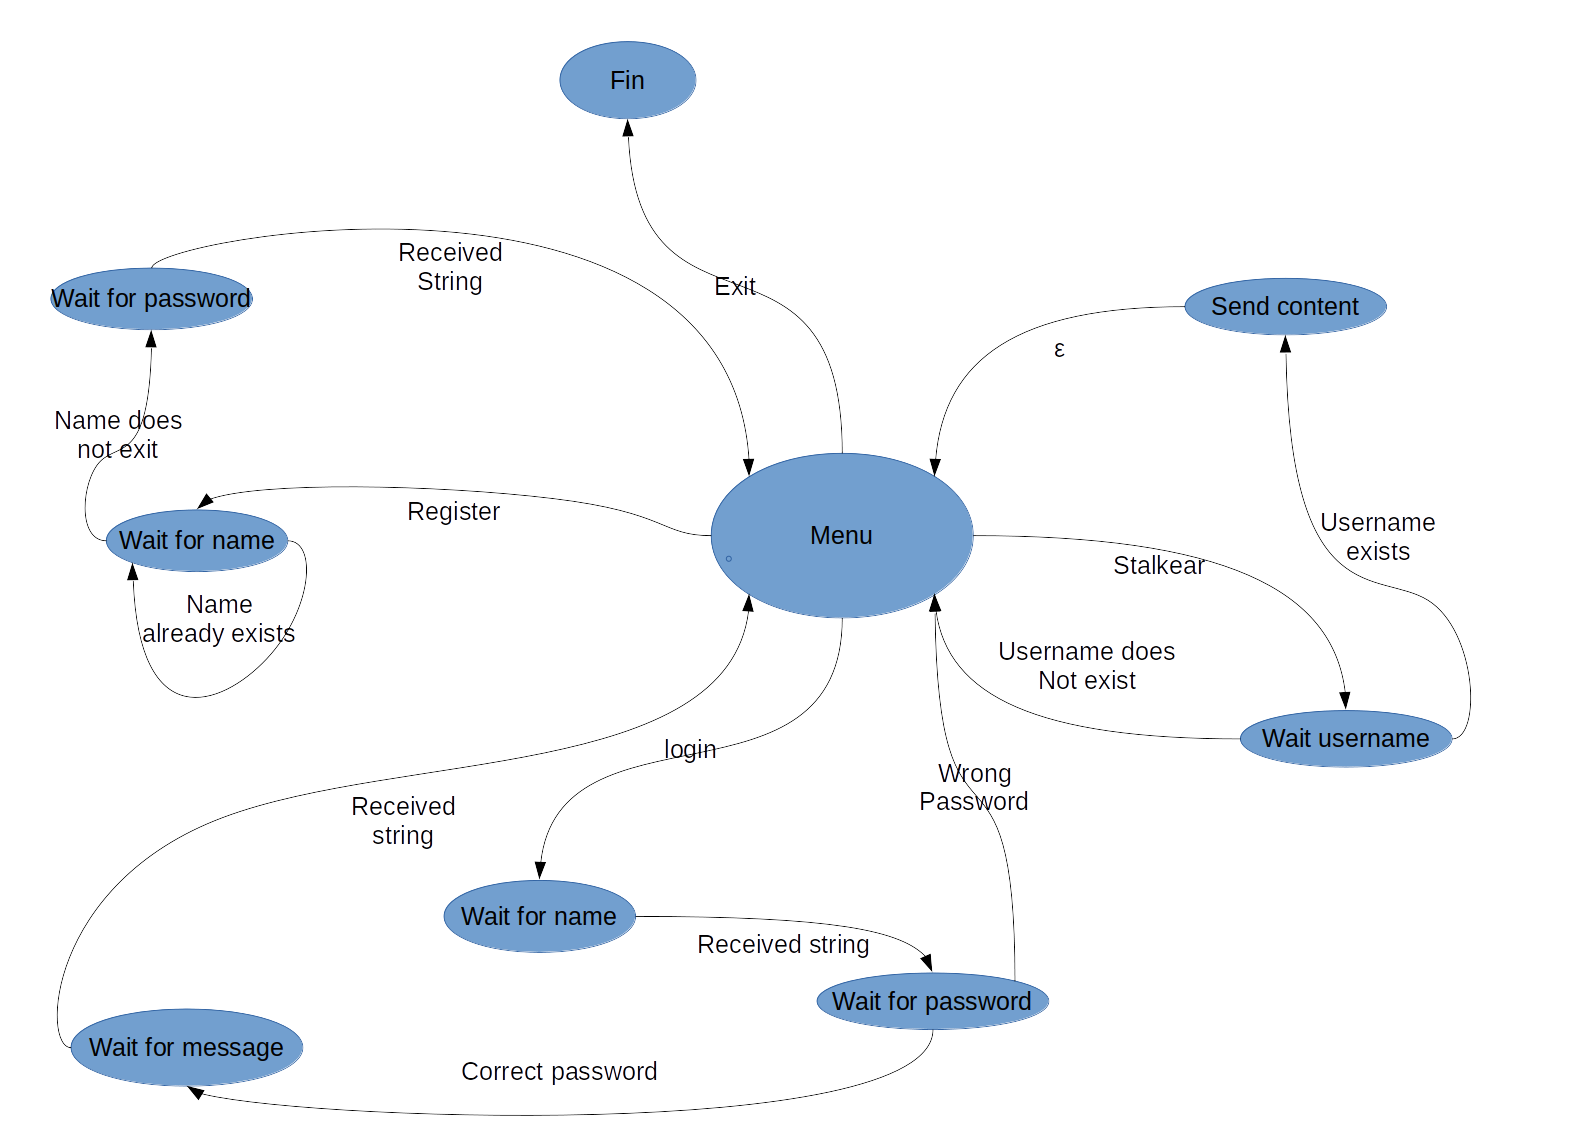 Fin
Received
String
Exit
Wait for password
Send content
ε
Name does
not exit
Register
Username
exists
Wait for name
Menu
Stalkear
Name
already exists
Username does
Not exist
Wait username
login
Wrong
Password
Received
string
Wait for name
Received string
Wait for password
Wait for message
Correct password